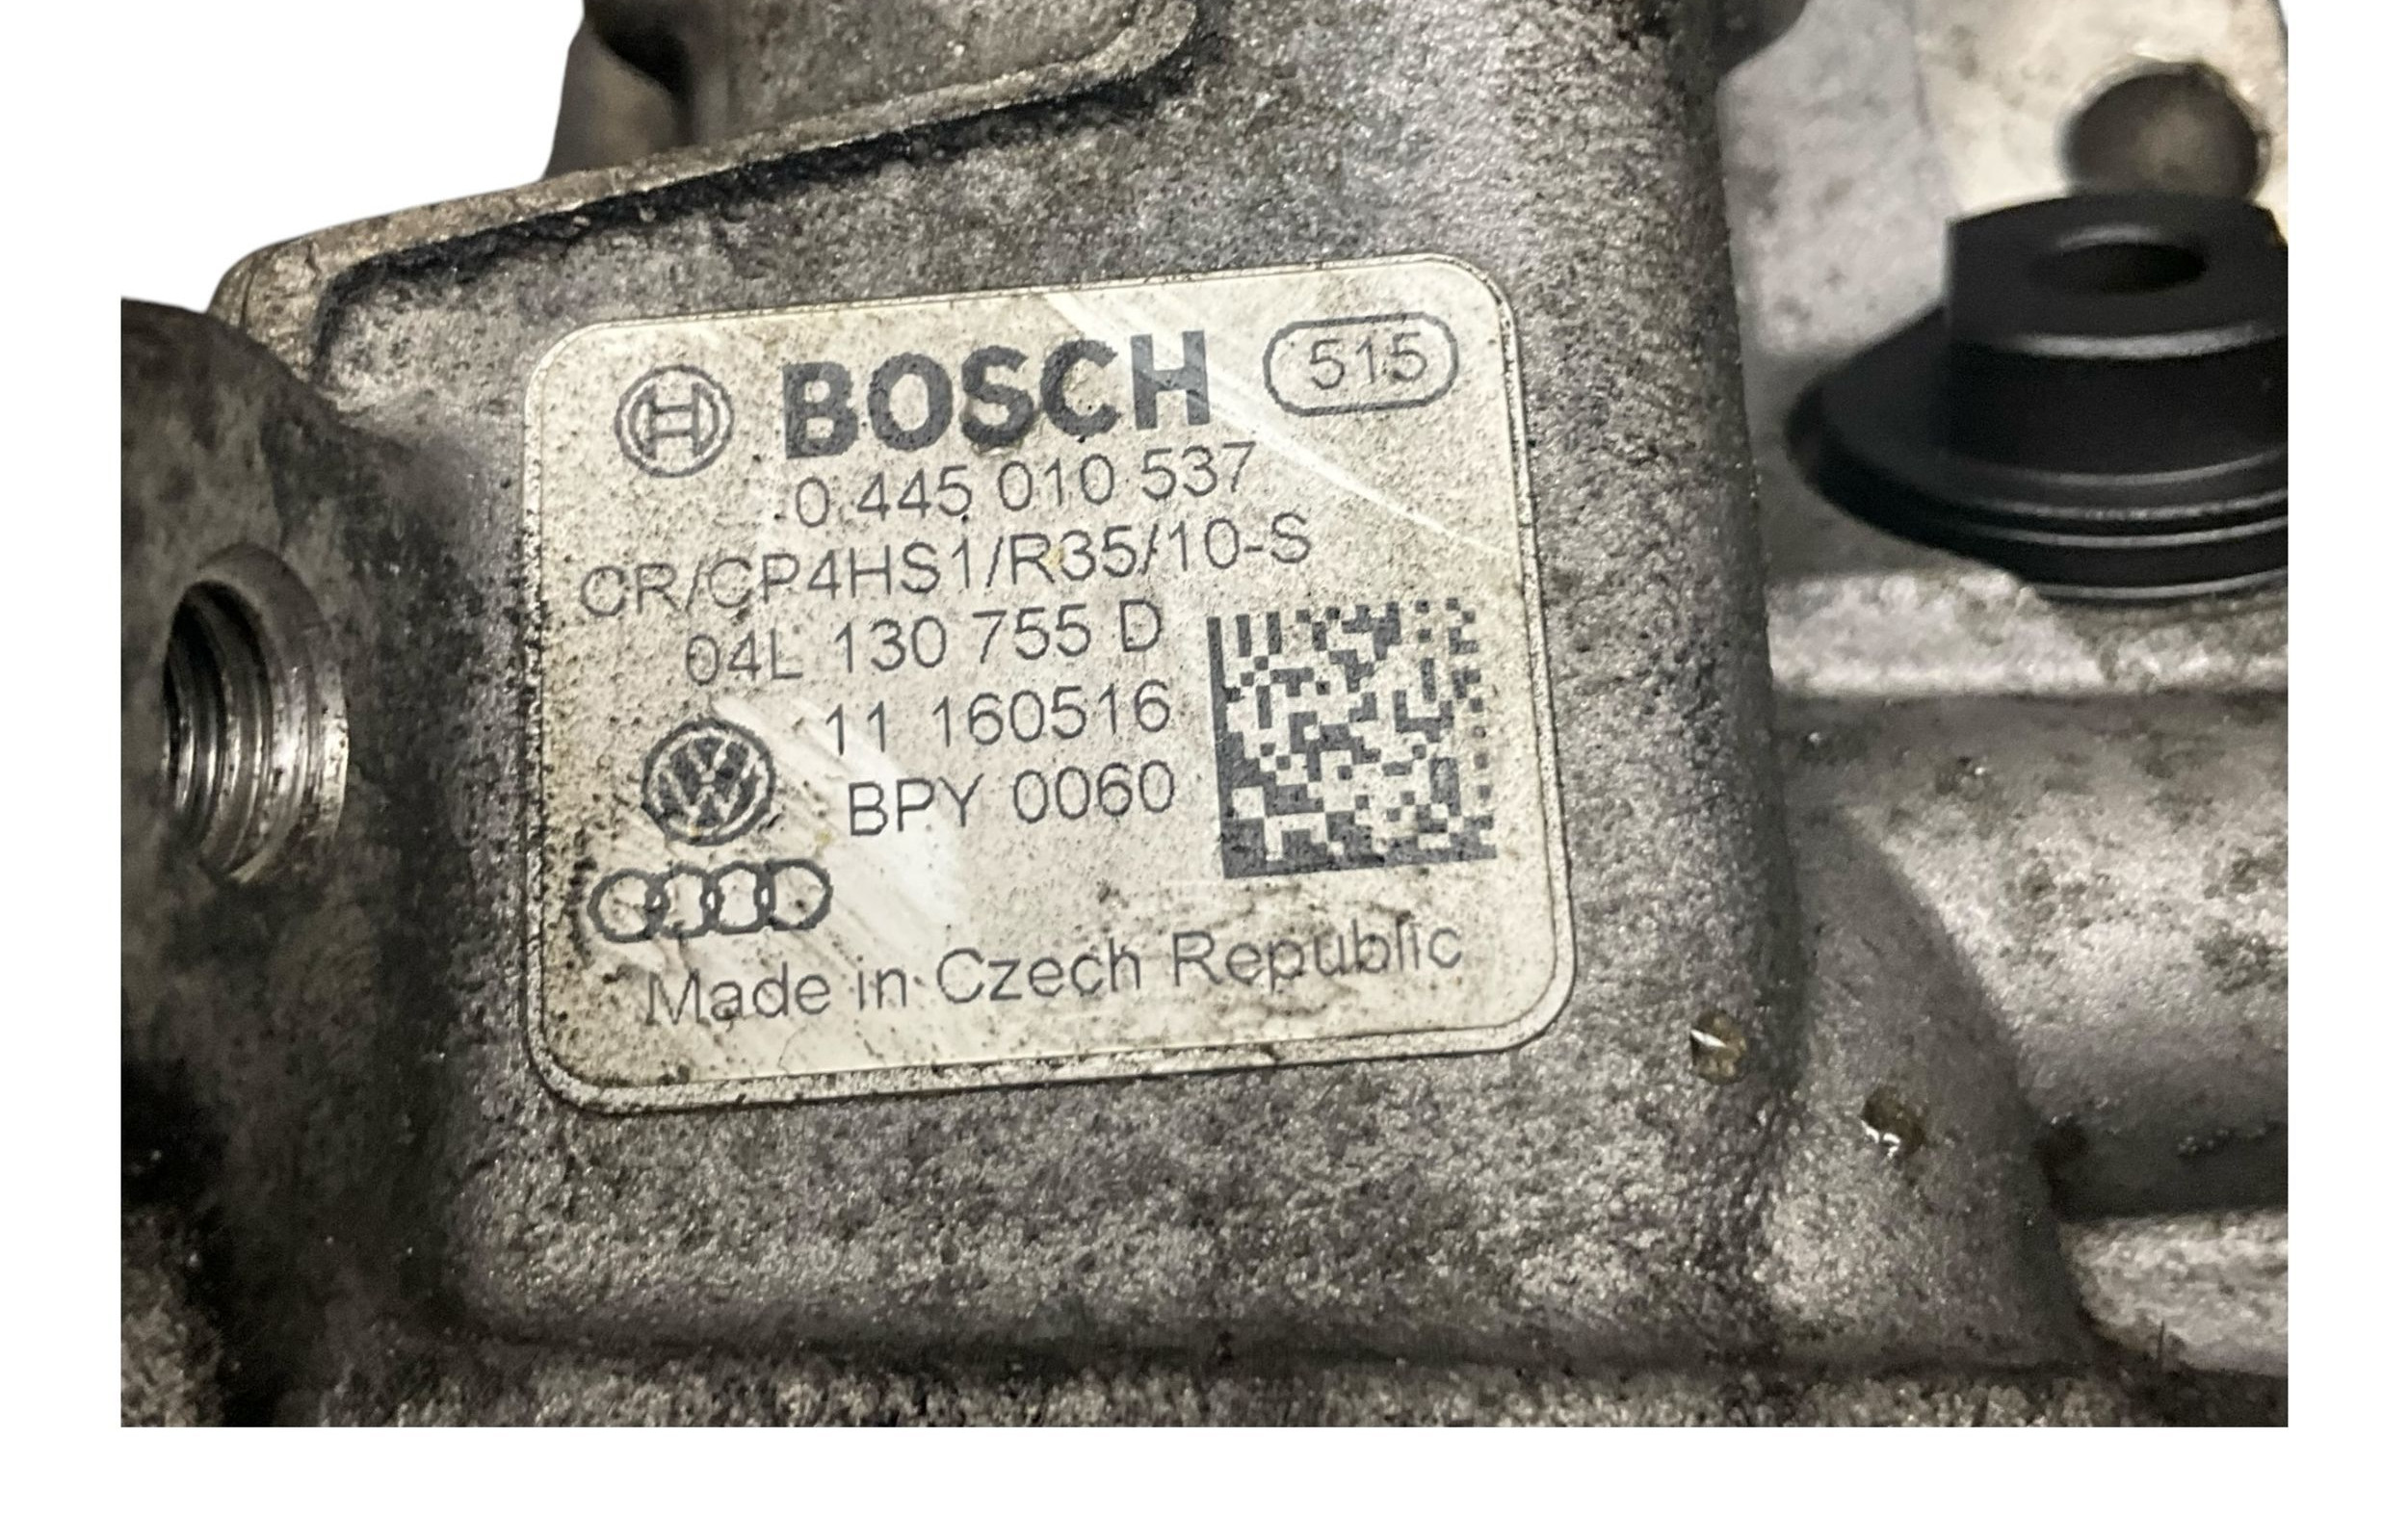 BOSCH 515
0 445 010 537
CR/CP4HS1/R35/10-S
04L 130 755 D
11 160516
BPY 0060
Made in Czech Republic